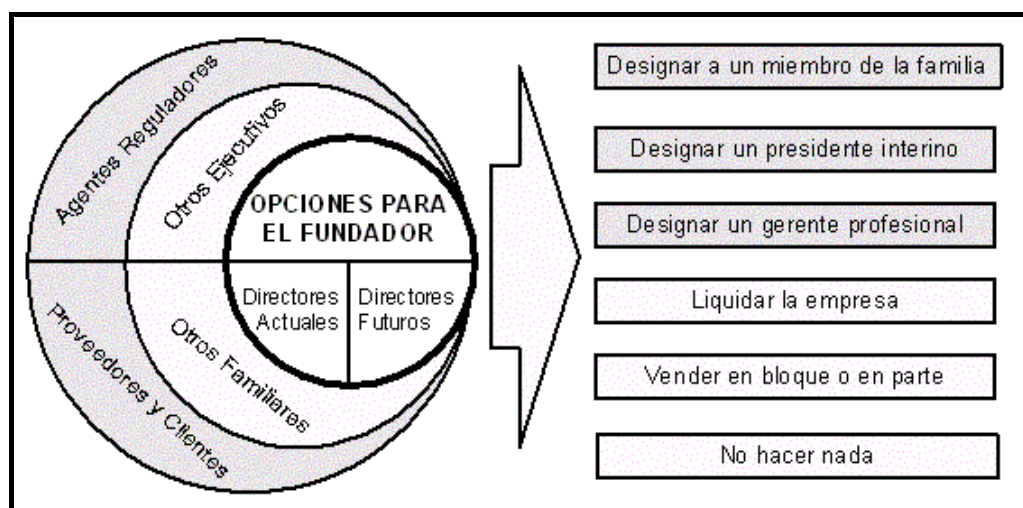 Agentes Reguladores
Otros Ejecutivos
OPCIONES PARA
EL FUNDADOR
Directores
Actuales
Directores
Futuros
Otros Familiares
Proveedores y Clientes
Designar a un miembro de la familia
Designar un presidente interino
Designar un gerente profesional
Liquidar la empresa
Vender en bloque o en parte
No hacer nada